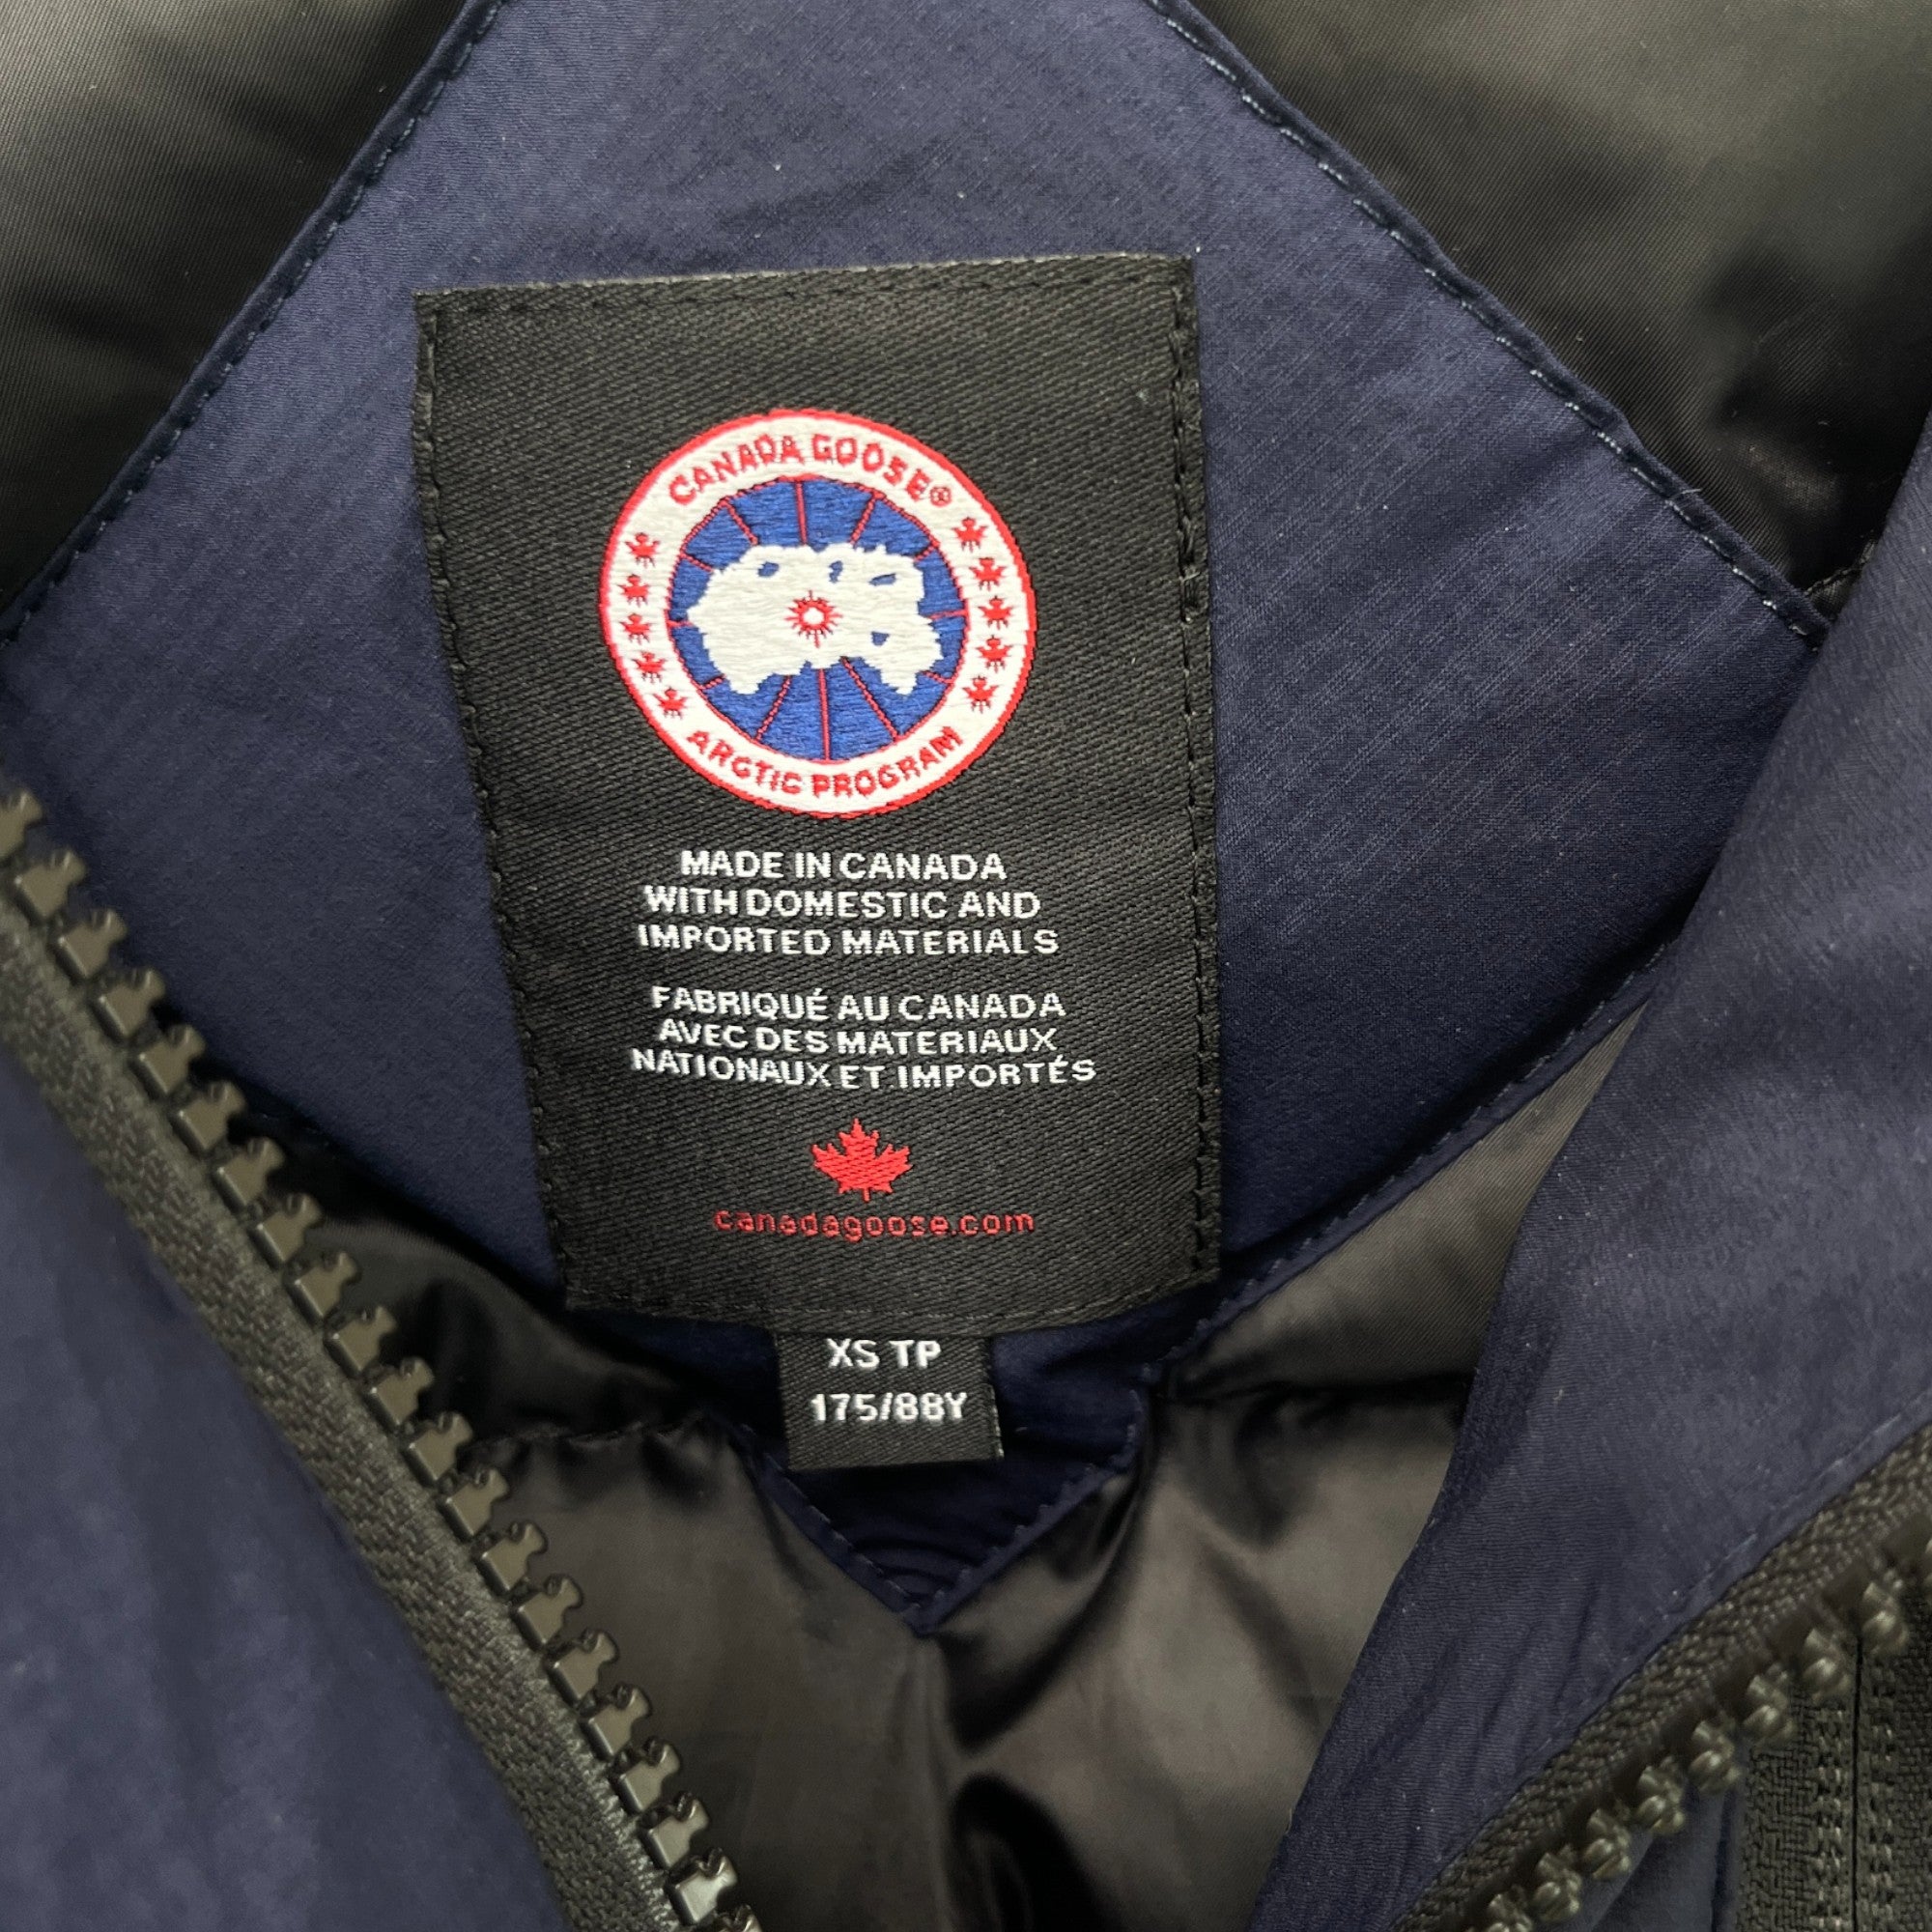 CANADA GOOSE®
ARCTIC PROGRAM
MADE IN CANADA
WITH DOMESTIC AND
IMPORTED MATERIALS
FABRIQUÉ AU CANADA
AVEC DES MATERIAUX
NATIONAUX ET IMPORTÉS
canadagoose.com
XS TP
175/88Y